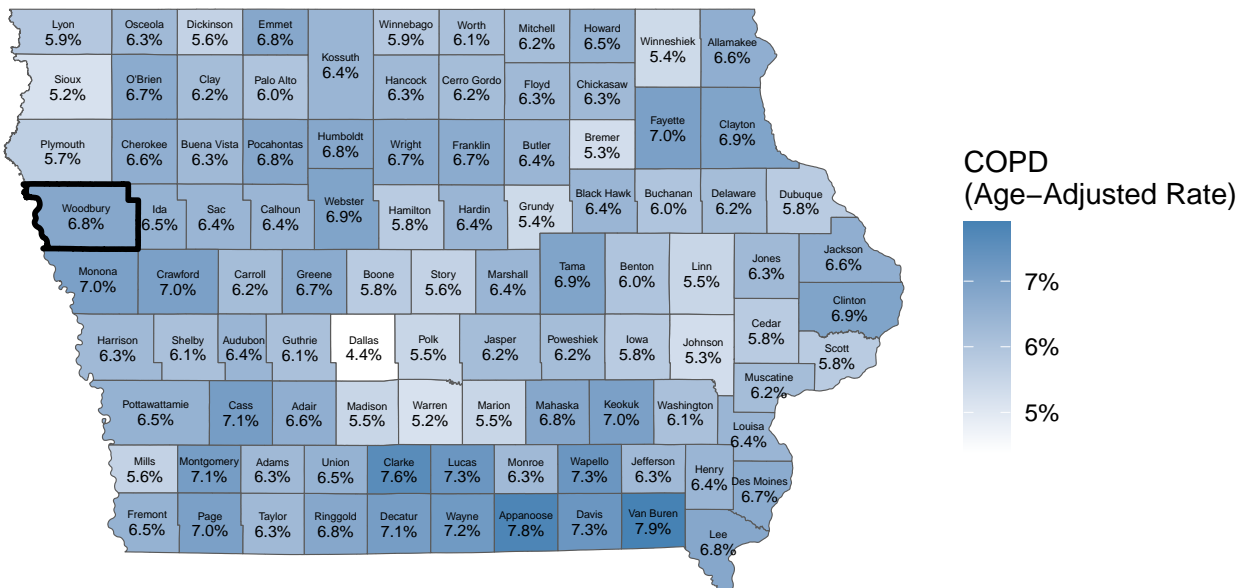 Lyon
5.9%
Osceola
6.3%
Dickinson
5.6%
Emmet
6.8%
Kossuth
6.4%
Winnebago
5.9%
Worth
6.1%
Mitchell
6.2%
Howard
6.5%
Winneshiek
5.4%
Allamakee
6.6%
Sioux
5.2%
O'Brien
6.7%
Clay
6.2%
Palo Alto
6.0%
Hancock
6.3%
Cerro Gordo
6.2%
Floyd
6.3%
Chickasaw
6.3%
Fayette
7.0%
Clayton
6.9%
Plymouth
5.7%
Cherokee
6.6%
Buena Vista
6.3%
Pocahontas
6.8%
Humboldt
6.8%
Wright
6.7%
Franklin
6.7%
Butler
6.4%
Bremer
5.3%
Woodbury
6.8%
Ida
6.5%
Sac
6.4%
Calhoun
6.4%
Webster
6.9%
Hamilton
5.8%
Hardin
6.4%
Grundy
5.4%
Black Hawk
6.4%
Buchanan
6.0%
Delaware
6.2%
Dubuque
5.8%
Monona
7.0%
Crawford
7.0%
Carroll
6.2%
Greene
6.7%
Boone
5.8%
Story
5.6%
Marshall
6.4%
Tama
6.9%
Benton
6.0%
Linn
5.5%
Jones
6.3%
Jackson
6.6%
Clinton
6.9%
Harrison
6.3%
Shelby
6.1%
Audubon
6.4%
Guthrie
6.1%
Dallas
4.4%
Polk
5.5%
Jasper
6.2%
Poweshiek
6.2%
Iowa
5.8%
Johnson
5.3%
Cedar
5.8%
Scott
5.8%
Muscatine
6.2%
Pottawattamie
6.5%
Cass
7.1%
Adair
6.6%
Madison
5.5%
Warren
5.2%
Marion
5.5%
Mahaska
6.8%
Keokuk
7.0%
Washington
6.1%
Louisa
6.4%
Mills
5.6%
Montgomery
7.1%
Adams
6.3%
Union
6.5%
Clarke
7.6%
Lucas
7.3%
Monroe
6.3%
Wapello
7.3%
Jefferson
6.3%
Henry
6.4%
Des Moines
6.7%
Fremont
6.5%
Page
7.0%
Taylor
6.3%
Ringgold
6.8%
Decatur
7.1%
Wayne
7.2%
Appanoose
7.8%
Davis
7.3%
Van Buren
7.9%
Lee
6.8%
COPD
(Age−Adjusted Rate)
7%
6%
5%